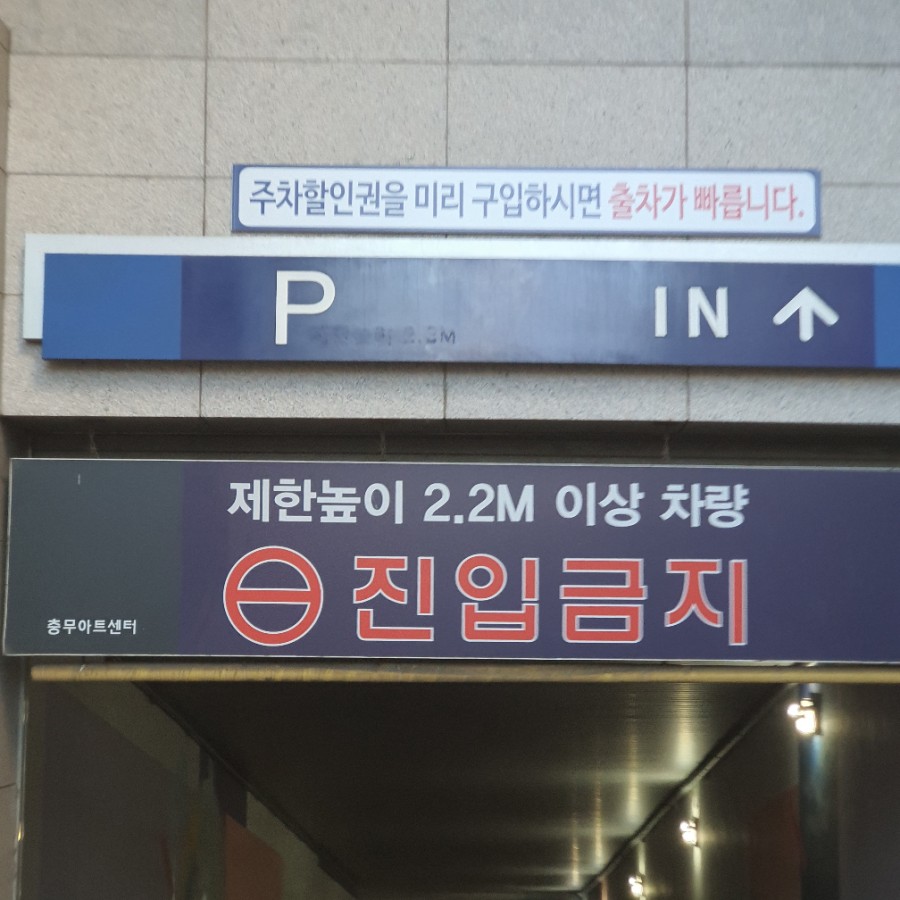 주차할인권을 미리 구입하시면 출차가 빠릅니다.
P IN ↑
2.3M
제한높이 2.2M 이상 차량
진입금지
충무아트센터